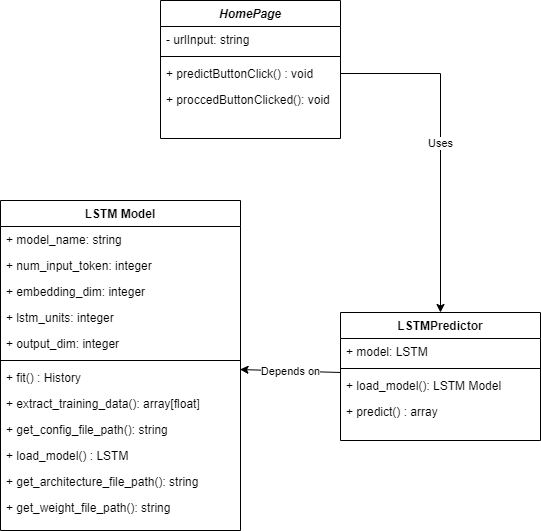 HomePage
- urlInput: string
+ predictButtonClick() : void
+ proccedButtonClicked(): void
Uses
LSTM Model
+ model_name: string
+ num_input_token: integer
+ embedding_dim: integer
+ lstm_units: integer
+ output_dim: integer
+ fit() : History
+ extract_training_data(): array[float]
+ get_config_file_path(): string
+ load_model() : LSTM
+ get_architecture_file_path(): string
+ get_weight_file_path(): string
Depends on
LSTMPredictor
+ model: LSTM
+ load_model(): LSTM Model
+ predict() : array